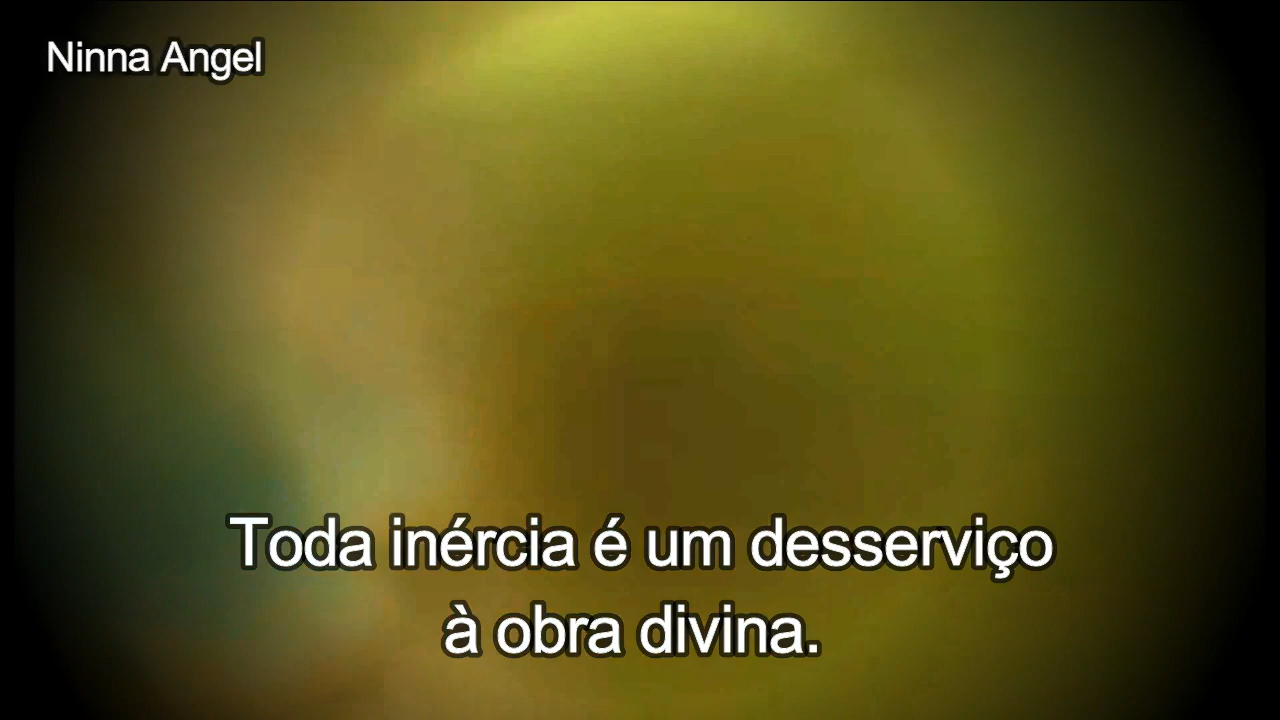 Ninna Angel
Toda inércia é um desserviço
à obra divina.